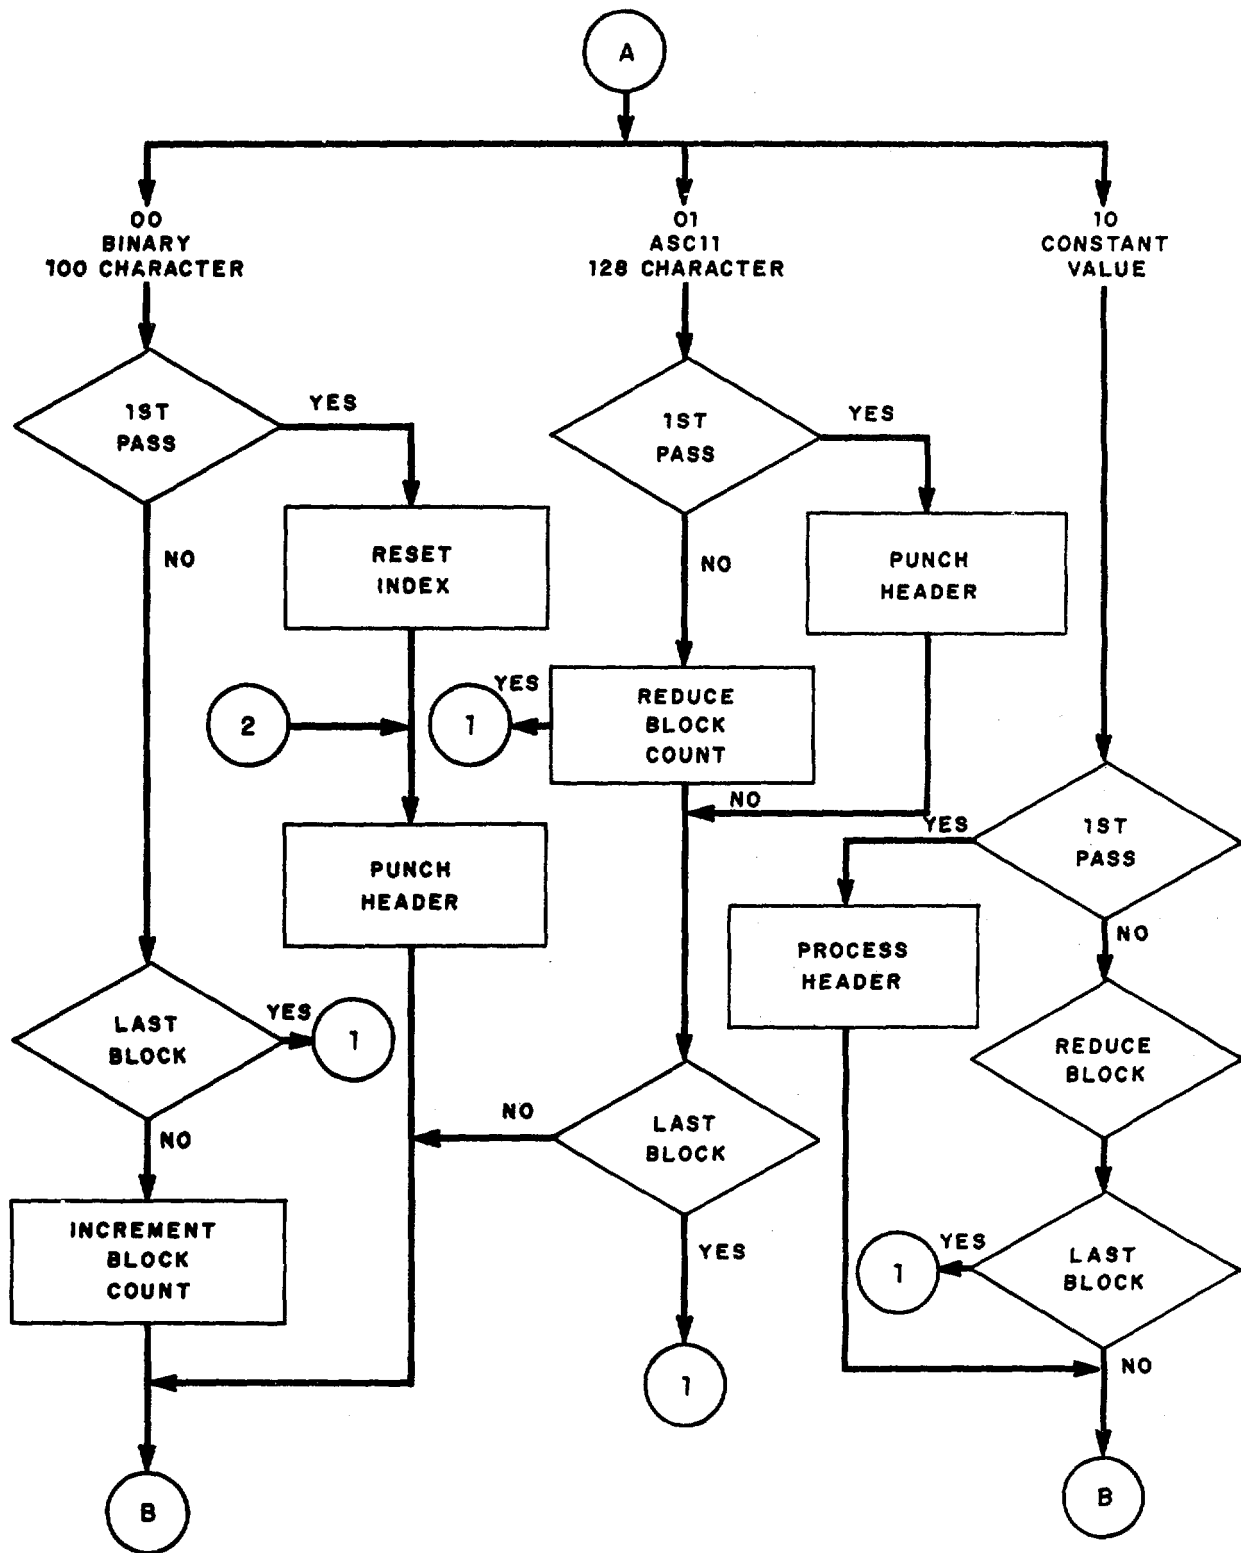 A
00
BINARY
100 CHARACTER
01
ASC11
128 CHARACTER
10
CONSTANT
VALUE
1ST
PASS
YES
NO
RESET
INDEX
2
PUNCH
HEADER
LAST
BLOCK
YES
1
NO
INCREMENT
BLOCK
COUNT
B
1ST
PASS
YES
NO
PUNCH
HEADER
REDUCE
BLOCK
COUNT
YES
1
NO
LAST
BLOCK
NO
YES
1
1ST
PASS
YES
NO
PROCESS
HEADER
REDUCE
BLOCK
LAST
BLOCK
YES
1
NO
B